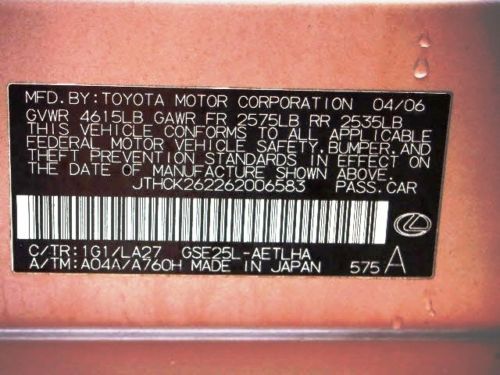 MFD. BY: TOYOTA MOTOR CORPORATION 04/06
GVWR 4615LB GAWR FR 2575LB RR 2535LB
THIS VEHICLE CONFORMS TO ALL APPLICABLE
FEDERAL MOTOR VEHICLE SAFETY, BUMPER, AND
THEFT PREVENTION STANDARDS IN EFFECT ON
THE DATE OF MANUFACTURE SHOWN ABOVE.
JTHCK262262006583 PASS.CAR
C/TR:1G1/LA27 GSE25L-AETLHA
A/TM:A04A/A760H MADE IN JAPAN 575 A